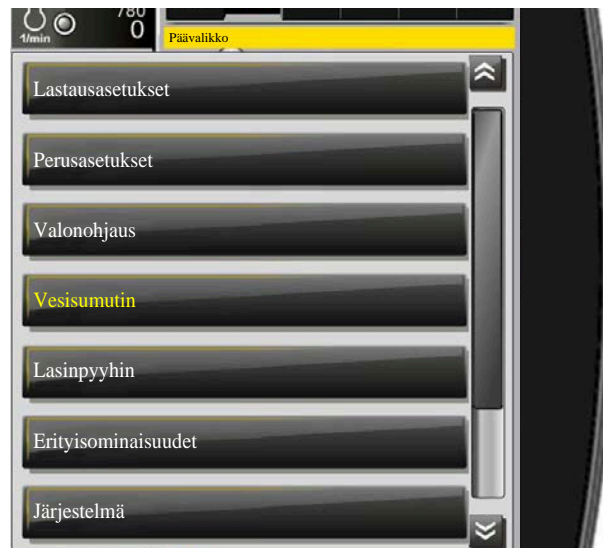 780
1/min 0
Päävalikko
Lastausasetukset
Perusasetukset
Valonohjaus
Vesisumutin
Lasinpyyhin
Erityisominaisuudet
Järjestelmä